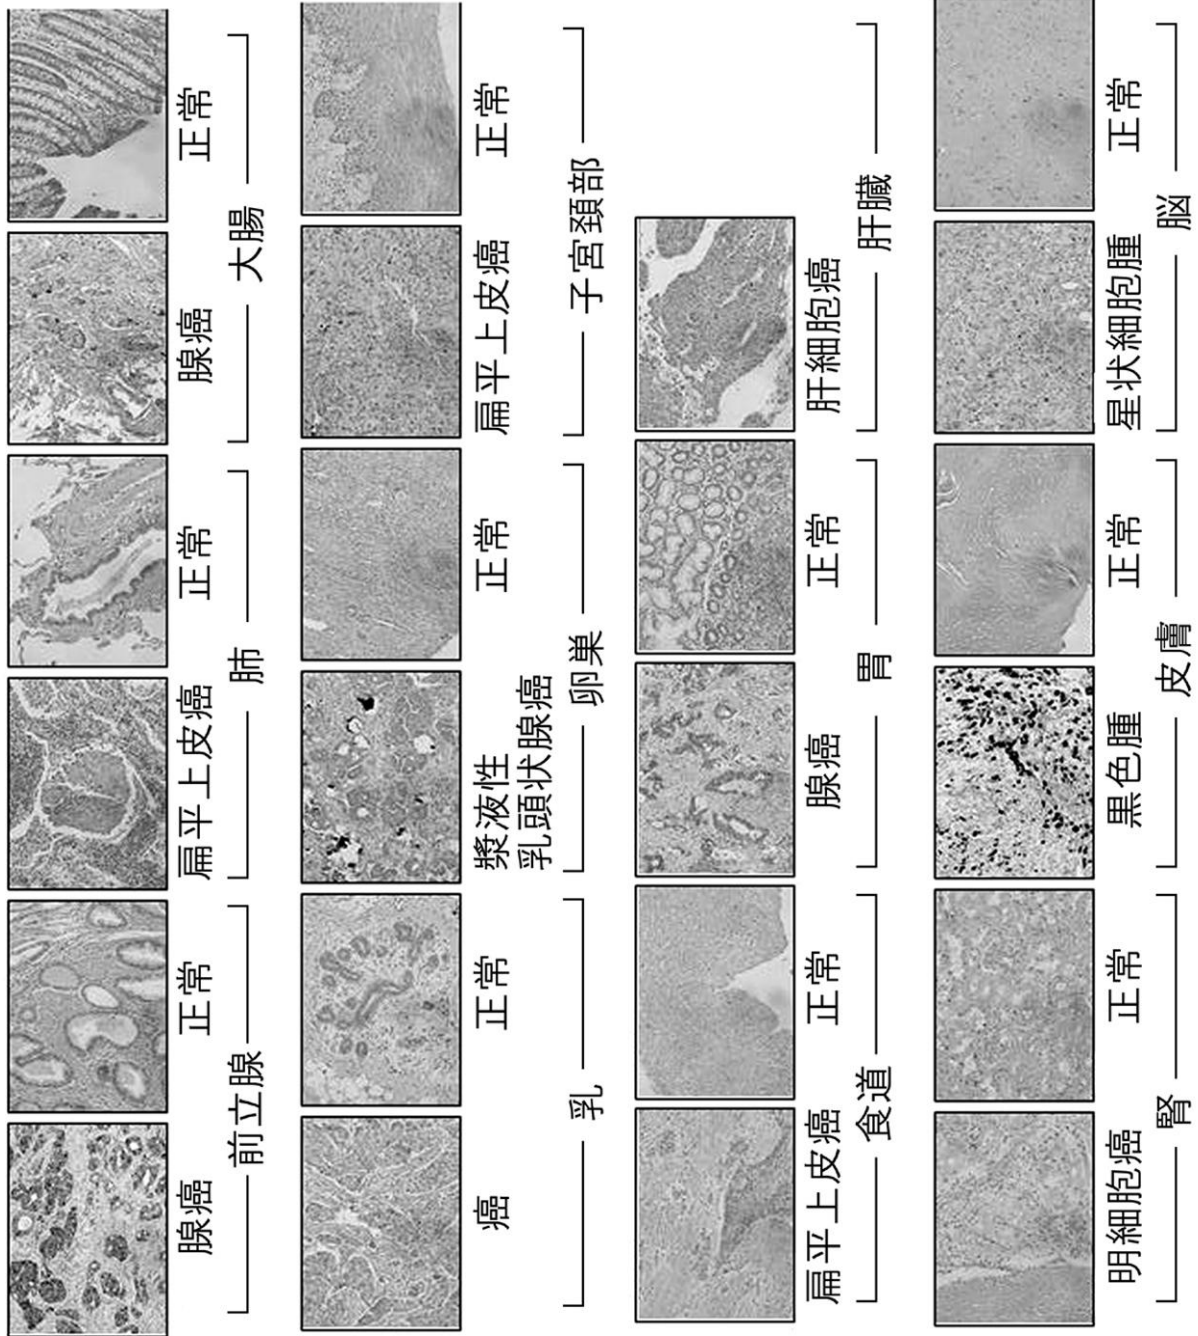 腺癌
正常
扁平上皮癌
正常
腺癌
正常
前立腺
肺
大腸
癌
正常
漿液性
乳頭状腺癌
正常
扁平上皮癌
正常
乳
卵巣
子宮頚部
扁平上皮癌
正常
腺癌
正常
肝細胞癌
食道
胃
肝臓
明細胞癌
正常
黒色腫
正常
星状細胞腫
正常
腎
皮膚
脳